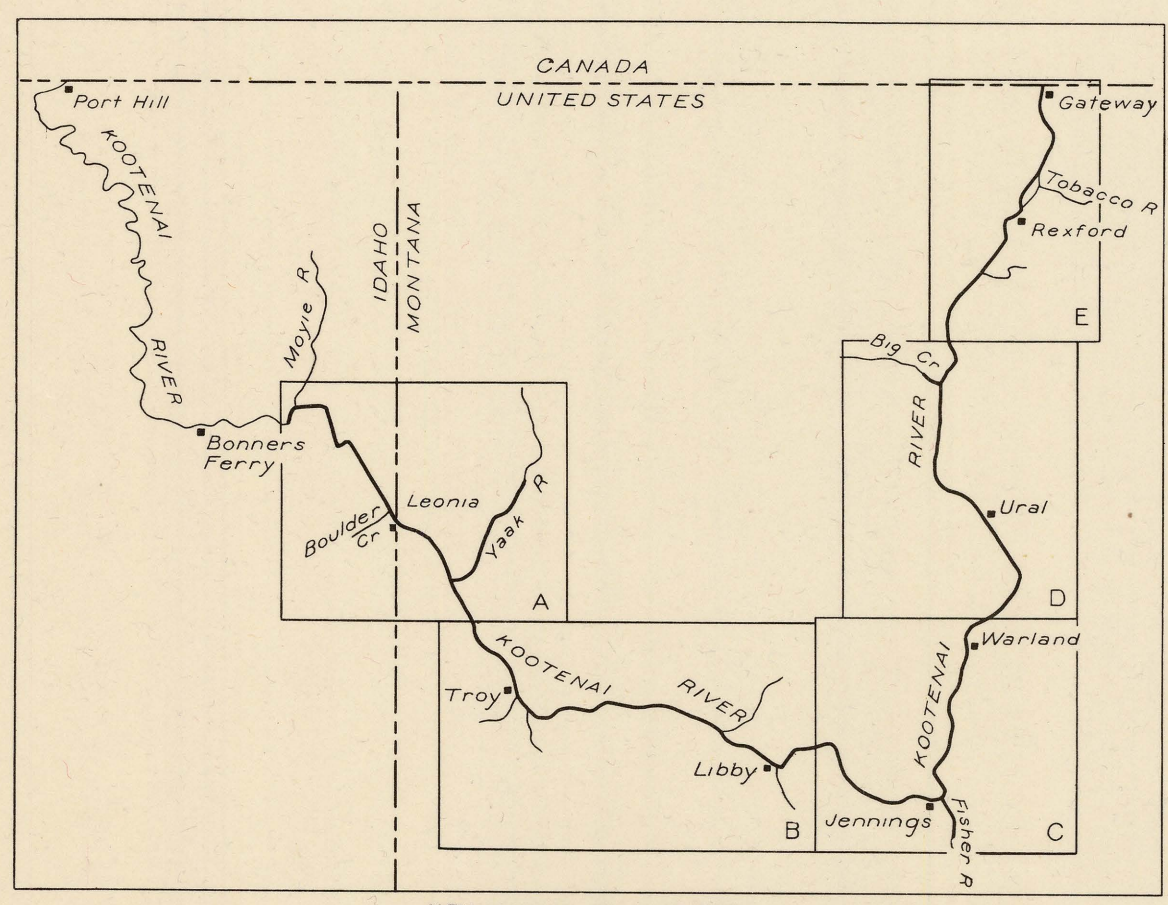 CANADA
UNITED STATES
Port Hill
Gateway
KOOTENAI
RIVER
Tobacco R
Rexford
IDAHO
MONTANA
Moyie R
E
Big Cr
RIVER
Bonners
Ferry
Leonia
Boulder
Cr
Yaak R
A
Ural
D
KOOTENAI
RIVER
Warland
KOOTENAI
Troy
Libby
B
Jennings
Fisher R
C